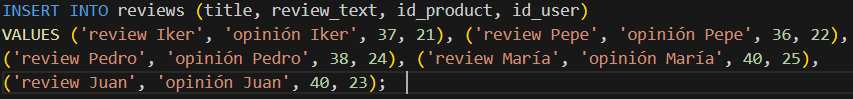 INSERT INTO reviews (title, review_text, id_product, id_user)
VALUES ('review Iker', 'opinión Iker', 37, 21), ('review Pepe', 'opinión Pepe', 36, 22),
('review Pedro', 'opinión Pedro', 38, 24), ('review María', 'opinión María', 40, 25),
('review Juan', 'opinión Juan', 40, 23);